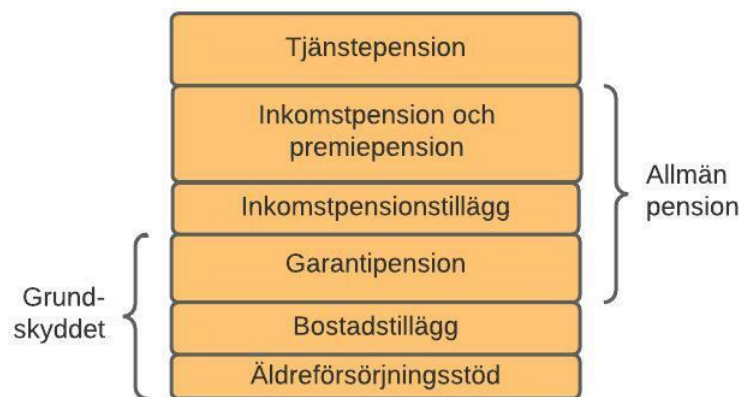 Tjänstepension
Inkomstpension och
premiepension
Allmän
pension
Inkomstpensionstillägg
Garantipension
Grund-
skyddet
Bostadstillägg
Äldreförsörjningsstöd